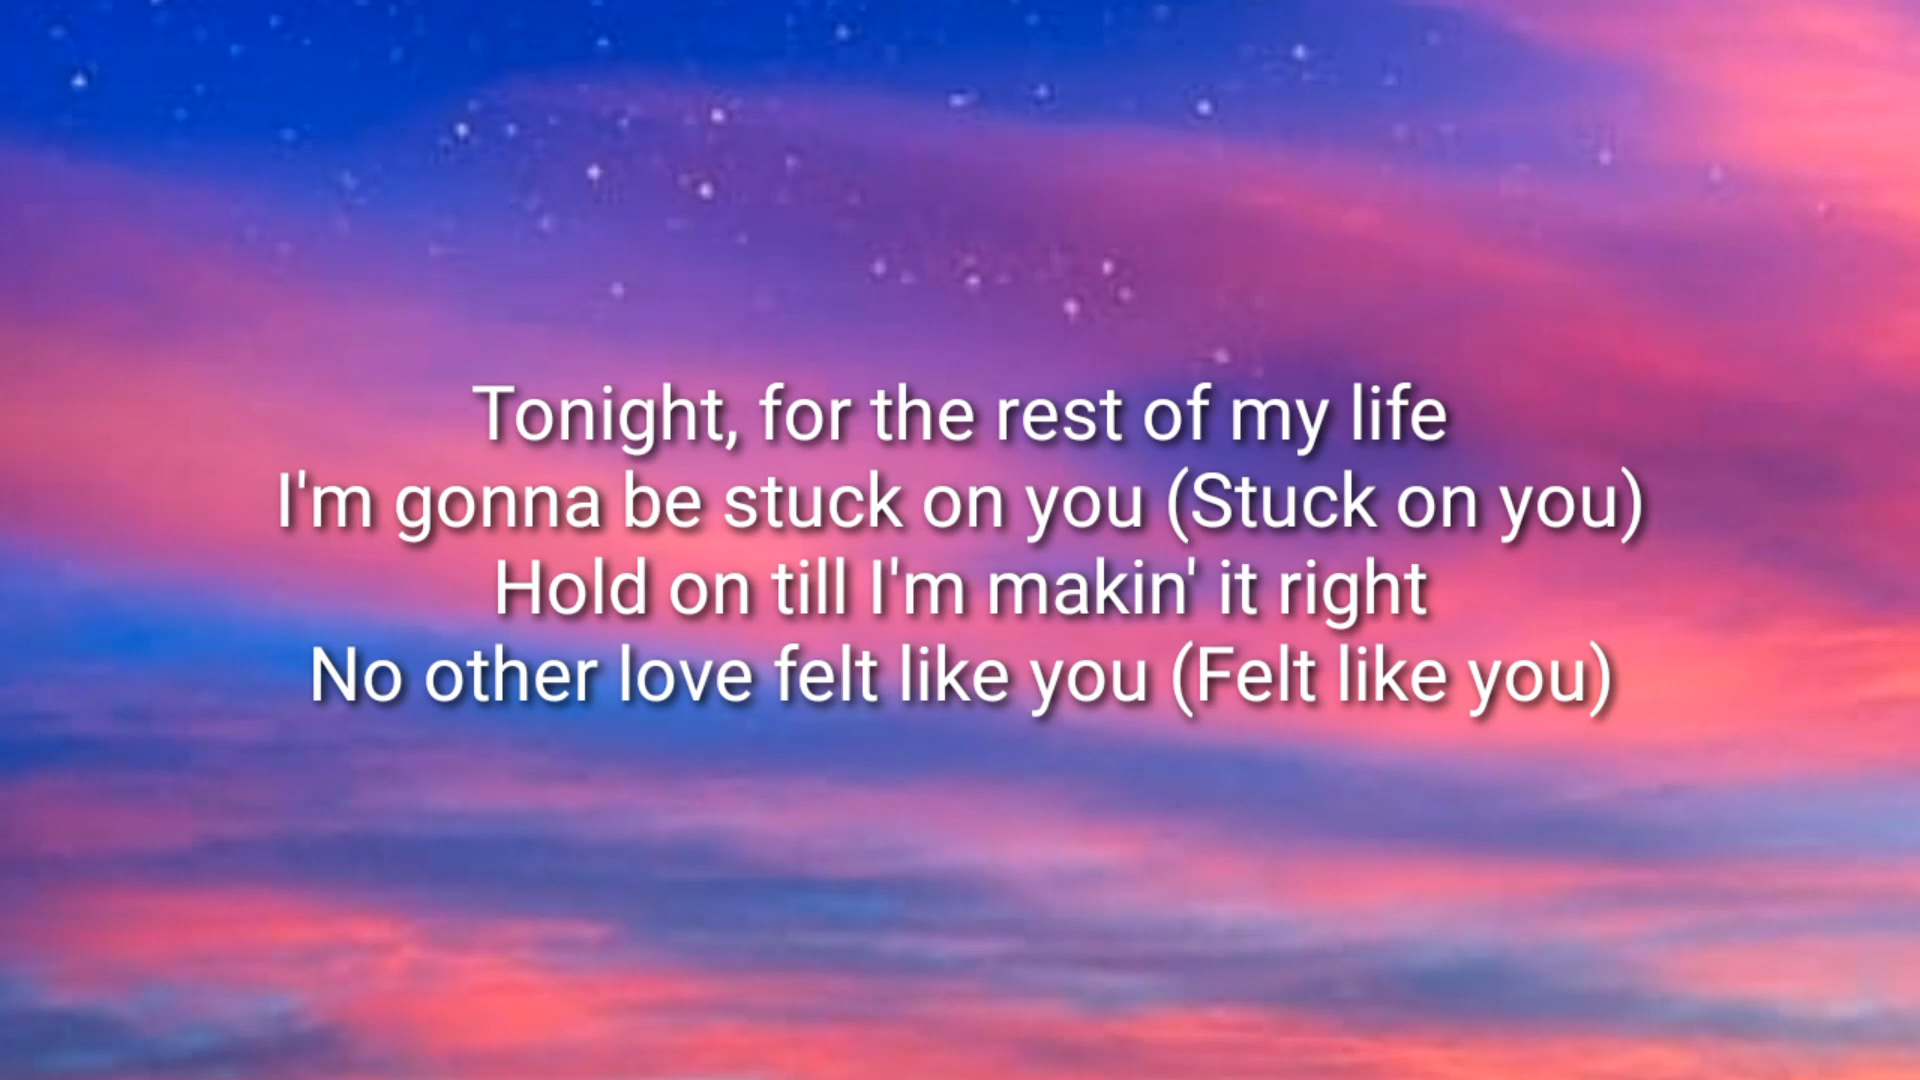 Tonight, for the rest of my life
I'm gonna be stuck on you (Stuck on you)
Hold on till I'm makin' it right
No other love felt like you (Felt like you)